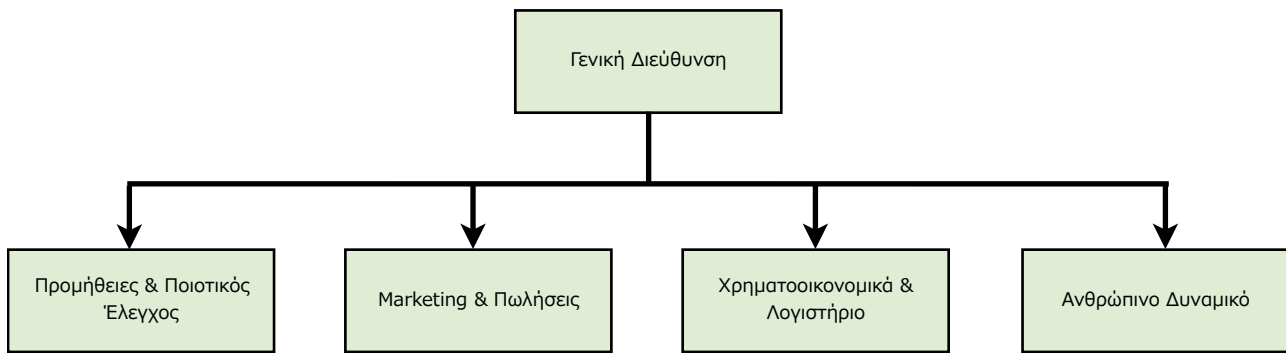 Γενική Διεύθυνση
Προμήθειες & Ποιοτικός
Έλεγχος
Marketing & Πωλήσεις
Χρηματοοικονομικά &
Λογιστήριο
Ανθρώπινο Δυναμικό